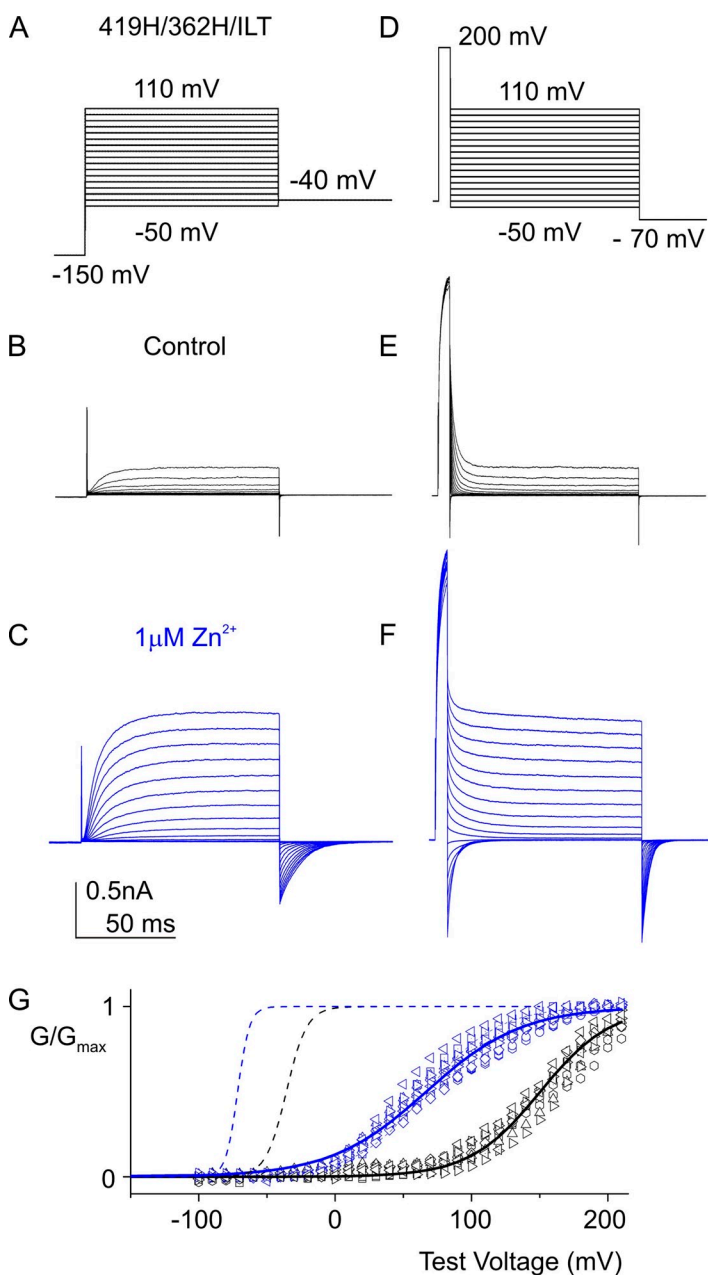 A
419H/362H/ILT
110 mV
-40 mV
-50 mV
-150 mV
D
200 mV
110 mV
-50 mV
- 70 mV
B
Control
E
C
1μM Zn²⁺
F
0.5nA
50 ms
G
1
G/Gmax
0
-100
0
100
200
Test Voltage (mV)